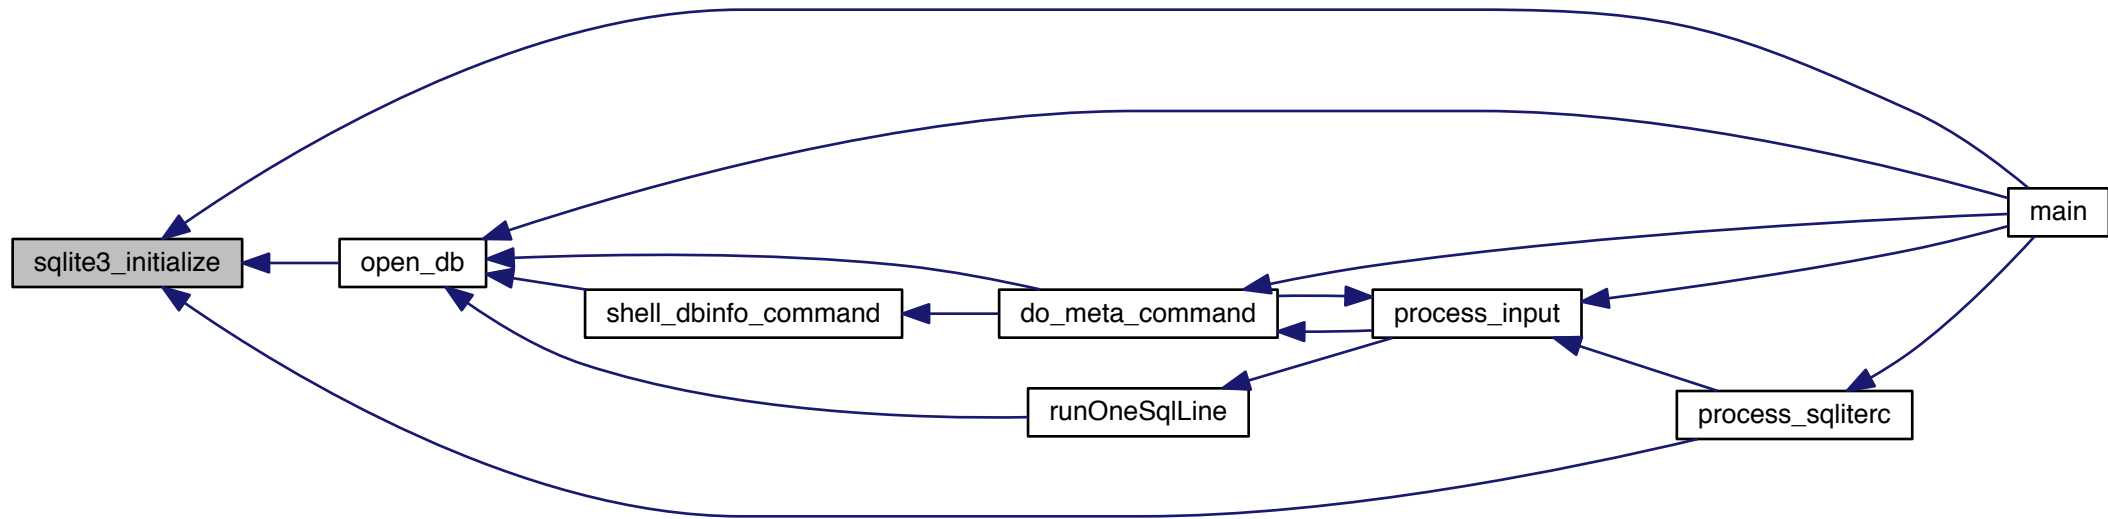 main
sqlite3_initialize
open_db
shell_dbinfo_command
do_meta_command
process_input
runOneSqlLine
process_sqliterc